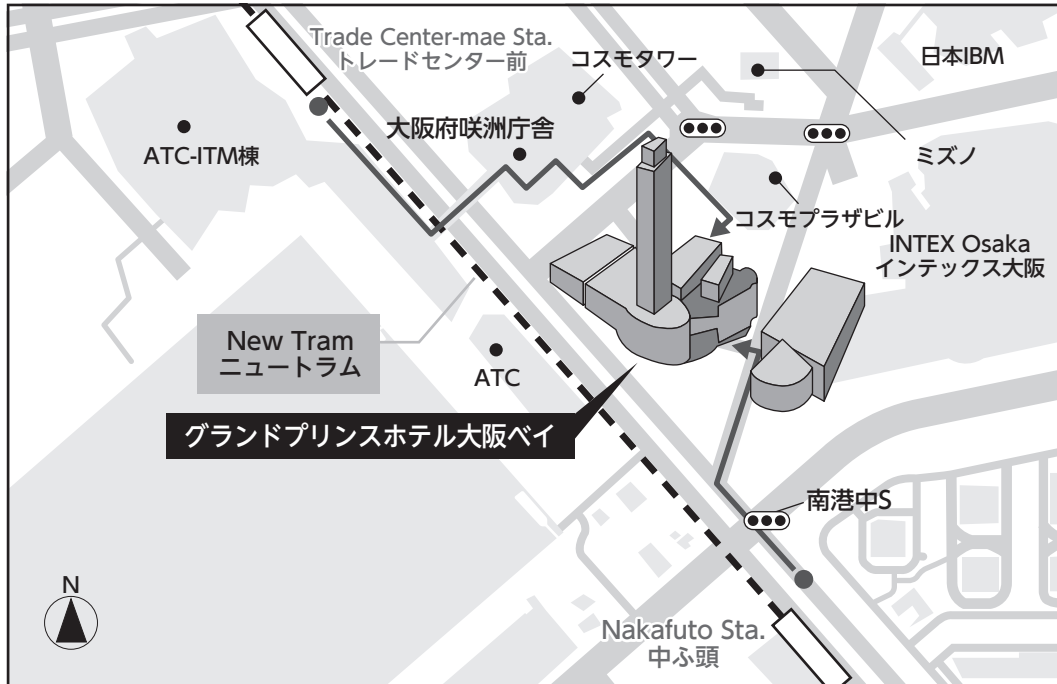 Trade Center-mae Sta.
トレードセンター前
コスモタワー
日本IBM
大阪府咲洲庁舎
ATC-ITM棟
ミズノ
コスモプラザビル
INTEX Osaka
インテックス大阪
New Tram
ニュートラム
ATC
グランドプリンスホテル大阪ベイ
南港中S
N
Nakafuto Sta.
中ふ頭